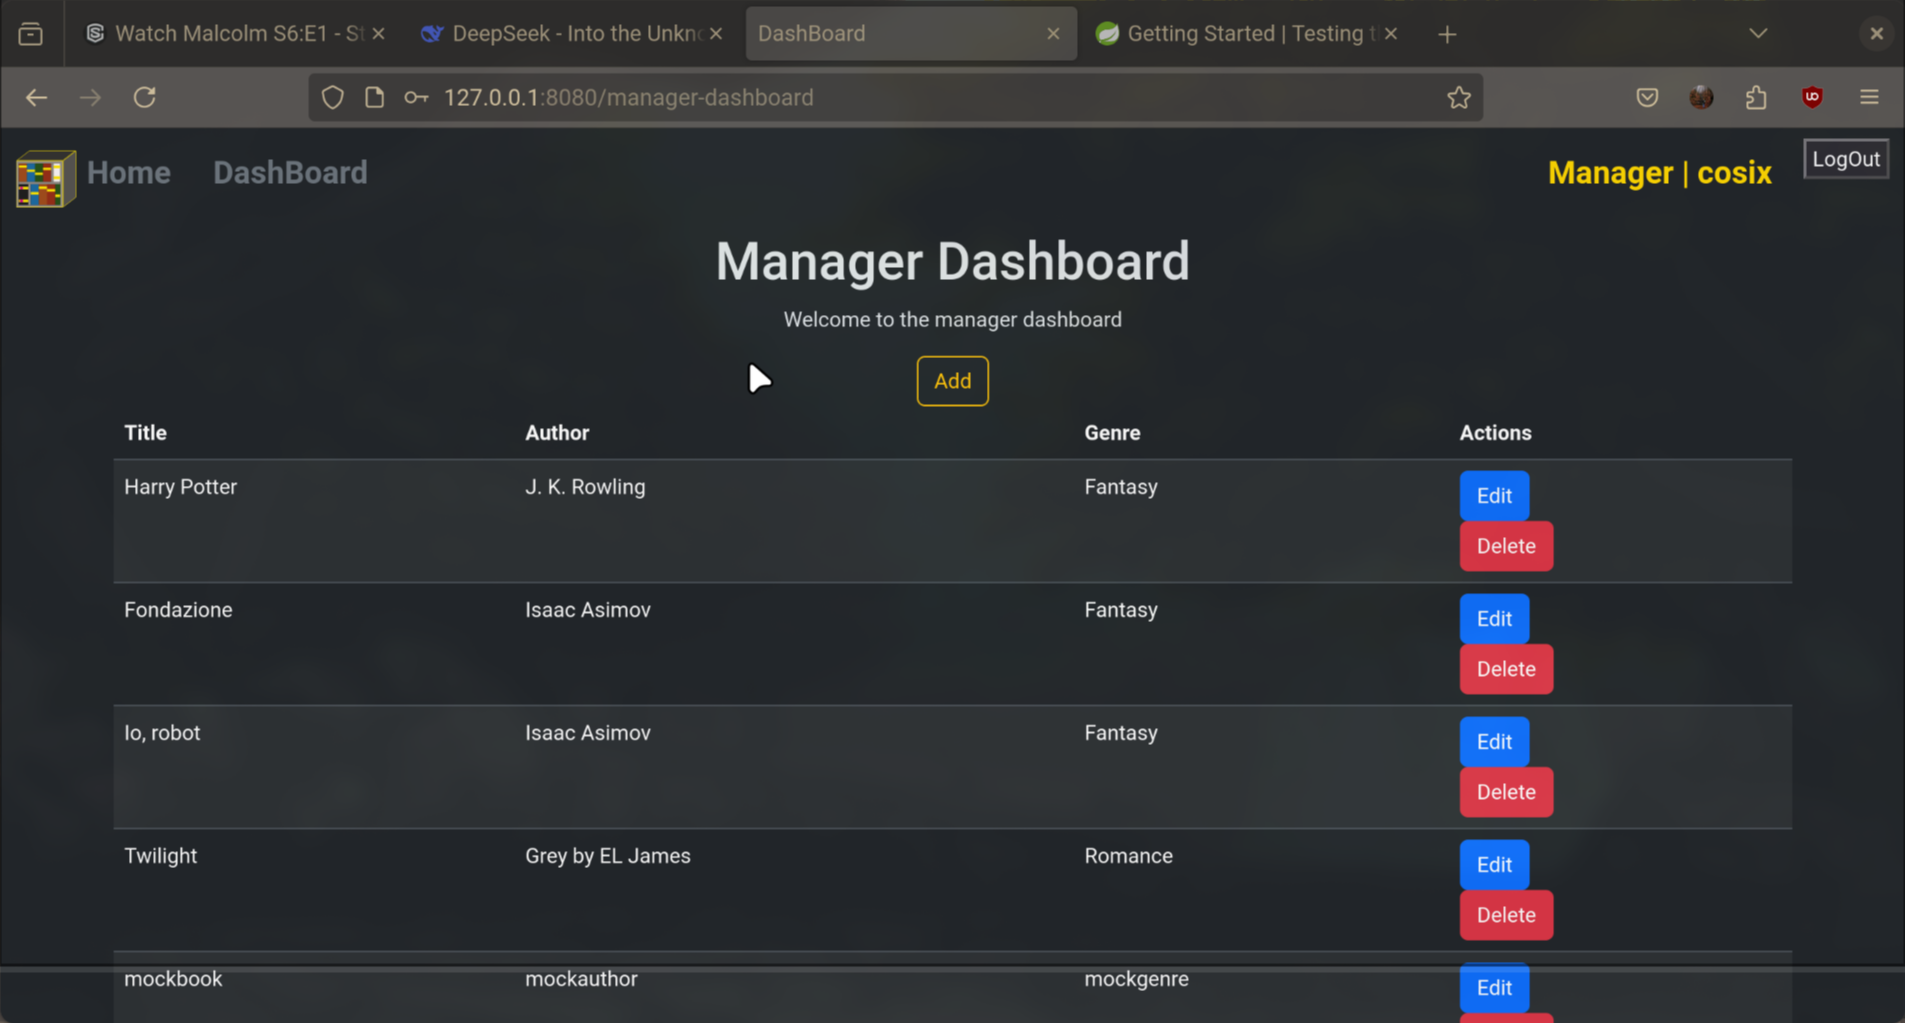 Watch Malcolm S6:E1 - St
DeepSeek - Into the Unkno
DashBoard
Getting Started | Testing t
127.0.0.1:8080/manager-dashboard
Home DashBoard
Manager | cosix
LogOut
Manager Dashboard
Welcome to the manager dashboard
Add
Title Author Genre Actions
Harry Potter J. K. Rowling Fantasy Edit
Delete
Fondazione Isaac Asimov Fantasy Edit
Delete
Io, robot Isaac Asimov Fantasy Edit
Delete
Twilight Grey by EL James Romance Edit
Delete
mockbook mockauthor mockgenre Edit